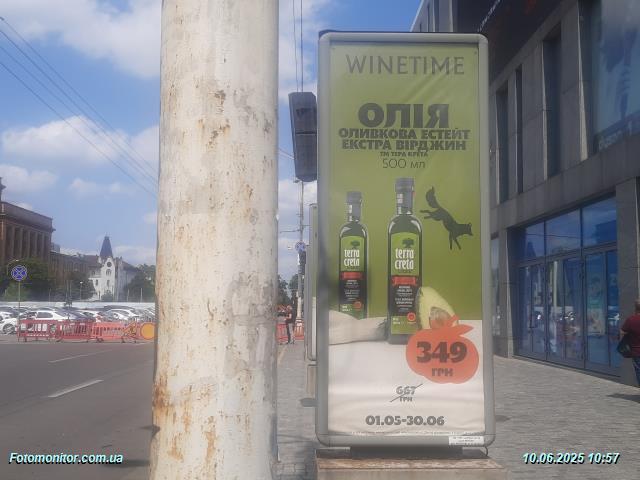 WINETIME
ОЛІЯ
ОЛИВКОВА ЕСТЕЙТ
ЕКСТРА ВІРДЖИН
ТМ ТЕРА КРЕТА
500 мл
terra
creta
terra
creta
349
ГРН
667
ГРН
01.05-30.06
Fotomonitor.com.ua
10.06.2025 10:57